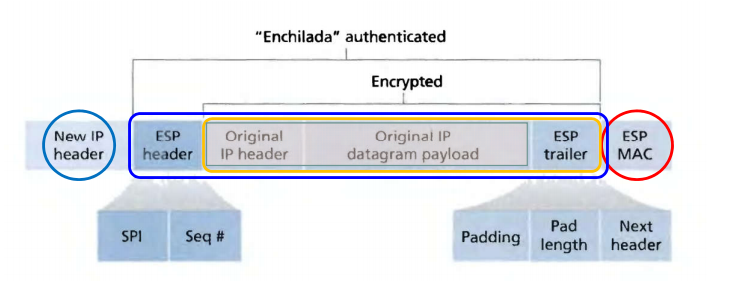 "Enchilada" authenticated
Encrypted
New IP
header
ESP
header
Original
IP header
Original IP
datagram payload
ESP
trailer
ESP
MAC
SPI
Seq #
Padding
Pad
length
Next
header